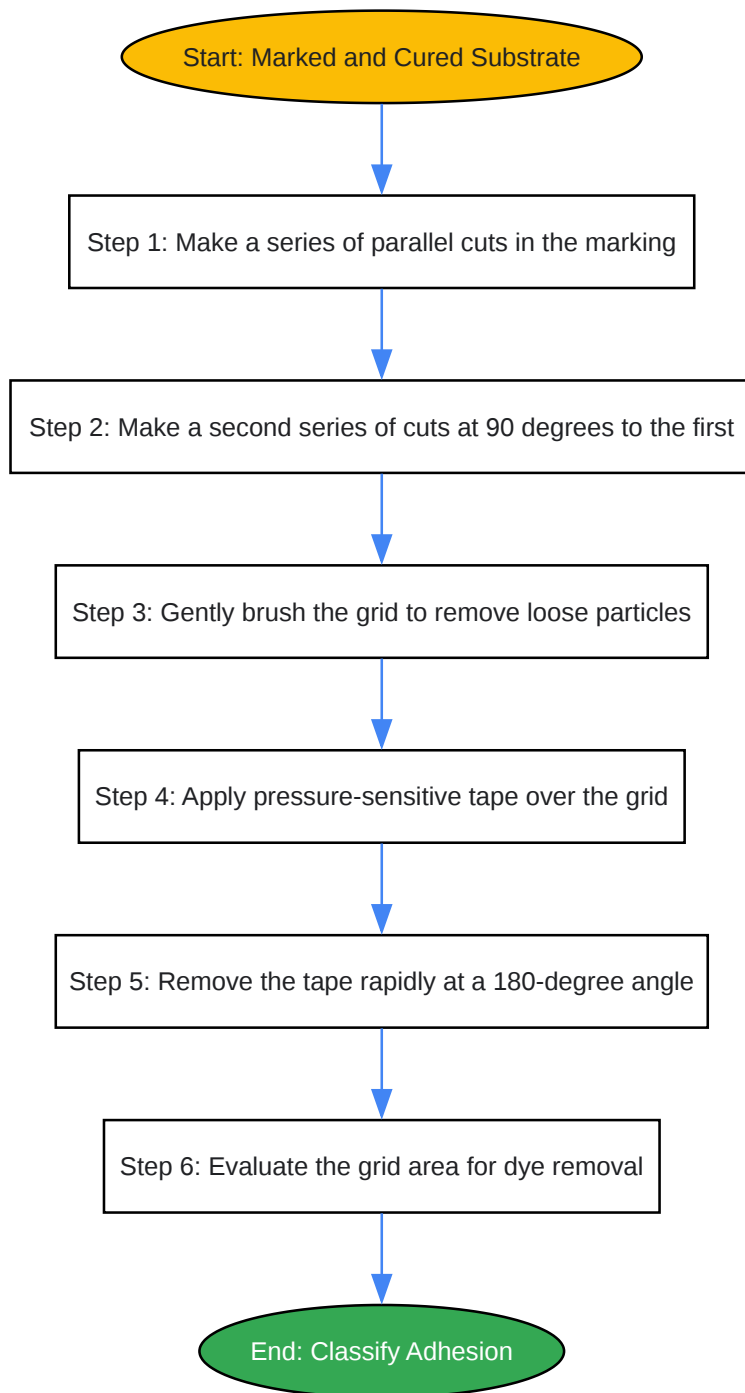 Start: Marked and Cured Substrate
Step 1: Make a series of parallel cuts in the marking
Step 2: Make a second series of cuts at 90 degrees to the first
Step 3: Gently brush the grid to remove loose particles
Step 4: Apply pressure-sensitive tape over the grid
Step 5: Remove the tape rapidly at a 180-degree angle
Step 6: Evaluate the grid area for dye removal
End: Classify Adhesion